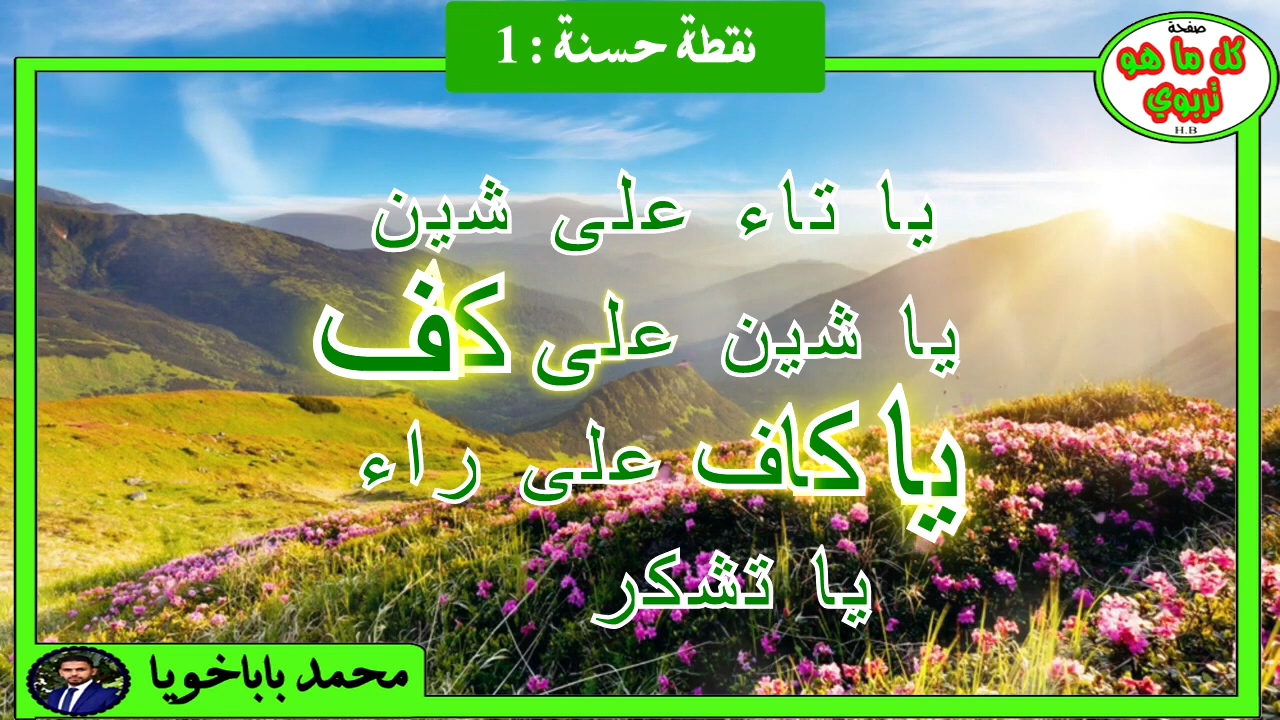 نقطة حسنة : 1
صفحة
كل ما هو
تربوي
H.B
يا تاء على شين
يا شين على كف
يا كاف على راء
يا تشكر
محمد باباخويا